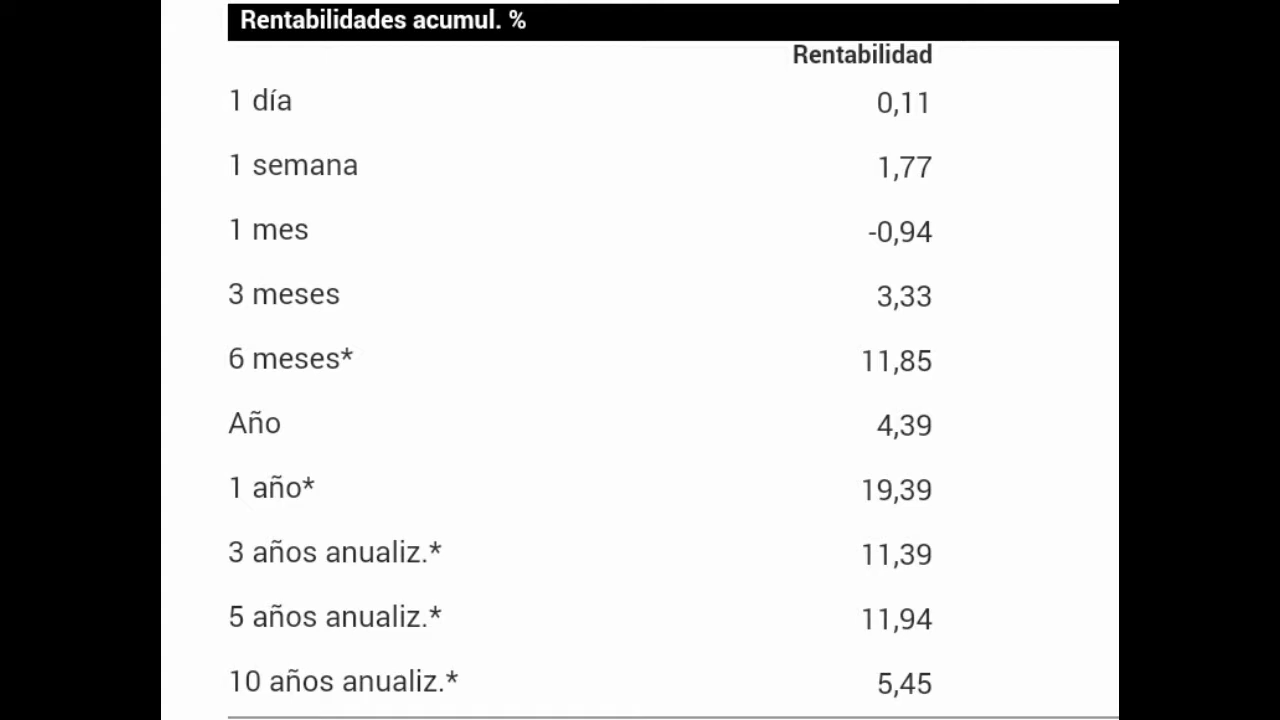 Rentabilidades acumul. %
Rentabilidad
1 día 0,11
1 semana 1,77
1 mes -0,94
3 meses 3,33
6 meses* 11,85
Año 4,39
1 año* 19,39
3 años anualiz.* 11,39
5 años anualiz.* 11,94
10 años anualiz.* 5,45